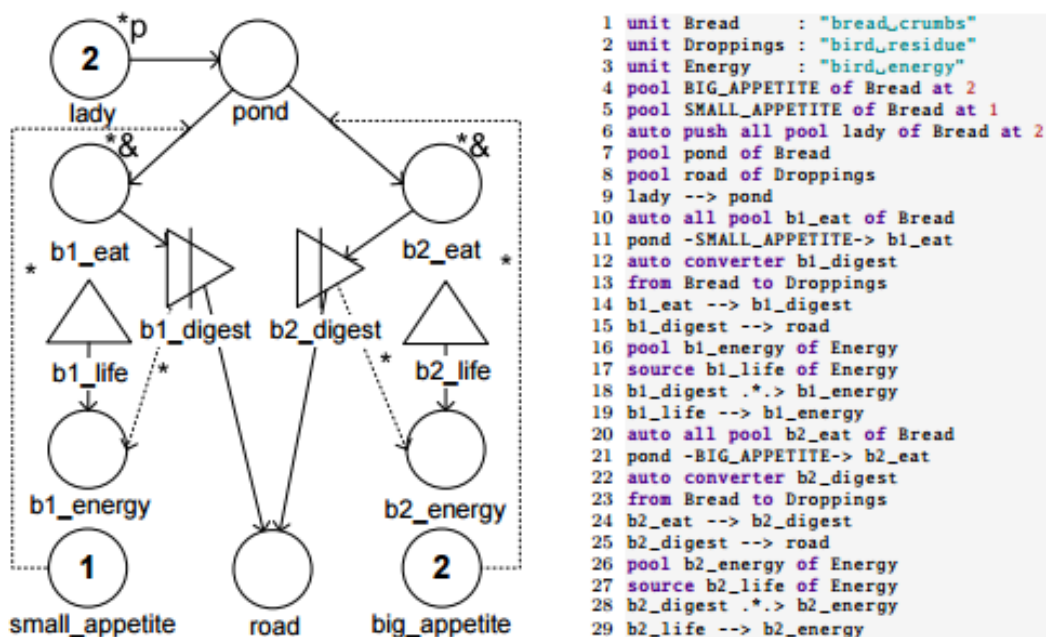 *p
2
lady
pond
*&
*&
b1_eat
b2_eat
*
*
b1_digest
b2_digest
b1_life
*
*
b2_life
b1_energy
b2_energy
1
2
small_appetite
road
big_appetite
1 unit Bread : "bread␣crumbs"
2 unit Droppings : "bird␣residue"
3 unit Energy : "bird␣energy"
4 pool BIG_APPETITE of Bread at 2
5 pool SMALL_APPETITE of Bread at 1
6 auto push all pool lady of Bread at 2
7 pool pond of Bread
8 pool road of Droppings
9 lady --> pond
10 auto all pool b1_eat of Bread
11 pond -SMALL_APPETITE-> b1_eat
12 auto converter b1_digest
13 from Bread to Droppings
14 b1_eat --> b1_digest
15 b1_digest --> road
16 pool b1_energy of Energy
17 source b1_life of Energy
18 b1_digest .*.> b1_energy
19 b1_life --> b1_energy
20 auto all pool b2_eat of Bread
21 pond -BIG_APPETITE-> b2_eat
22 auto converter b2_digest
23 from Bread to Droppings
24 b2_eat --> b2_digest
25 b2_digest --> road
26 pool b2_energy of Energy
27 source b2_life of Energy
28 b2_digest .*.> b2_energy
29 b2_life --> b2_energy